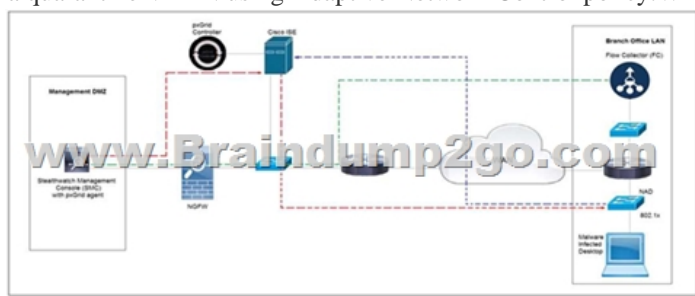 pxGrid
Controller
Cisco ISE
Branch Office LAN
Flow Collector (FC)
Management DMZ
www.Braindump2go.com
Stealthwatch Management
Console (SMC)
with pxGrid agent
NGFW
NAD
802.1x
Malware
Infected
Desktop